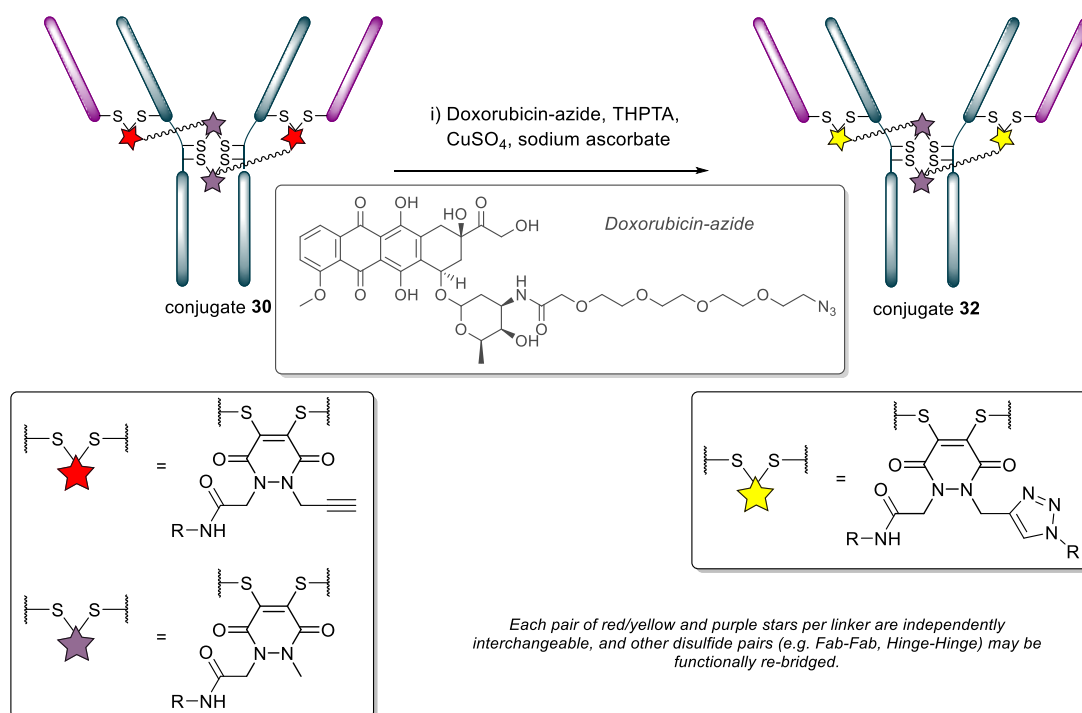 S S
S S
S S
S S
i) Doxorubicin-azide, THPTA,
CuSO₄, sodium ascorbate
S S
S S
S S
S S
conjugate 30
conjugate 32
Doxorubicin-azide
O OH HO O OH
O O OH O H
H N O O O O O N₃
O OH
S S
=
S S
O O
N N
O
R NH
S S
=
S S
O O
N N
O
R NH
S S
=
S S
O O
N N
O
R NH
N N
N
R
Each pair of red/yellow and purple stars per linker are independently
interchangeable, and other disulfide pairs (e.g. Fab-Fab, Hinge-Hinge) may be
functionally re-bridged.